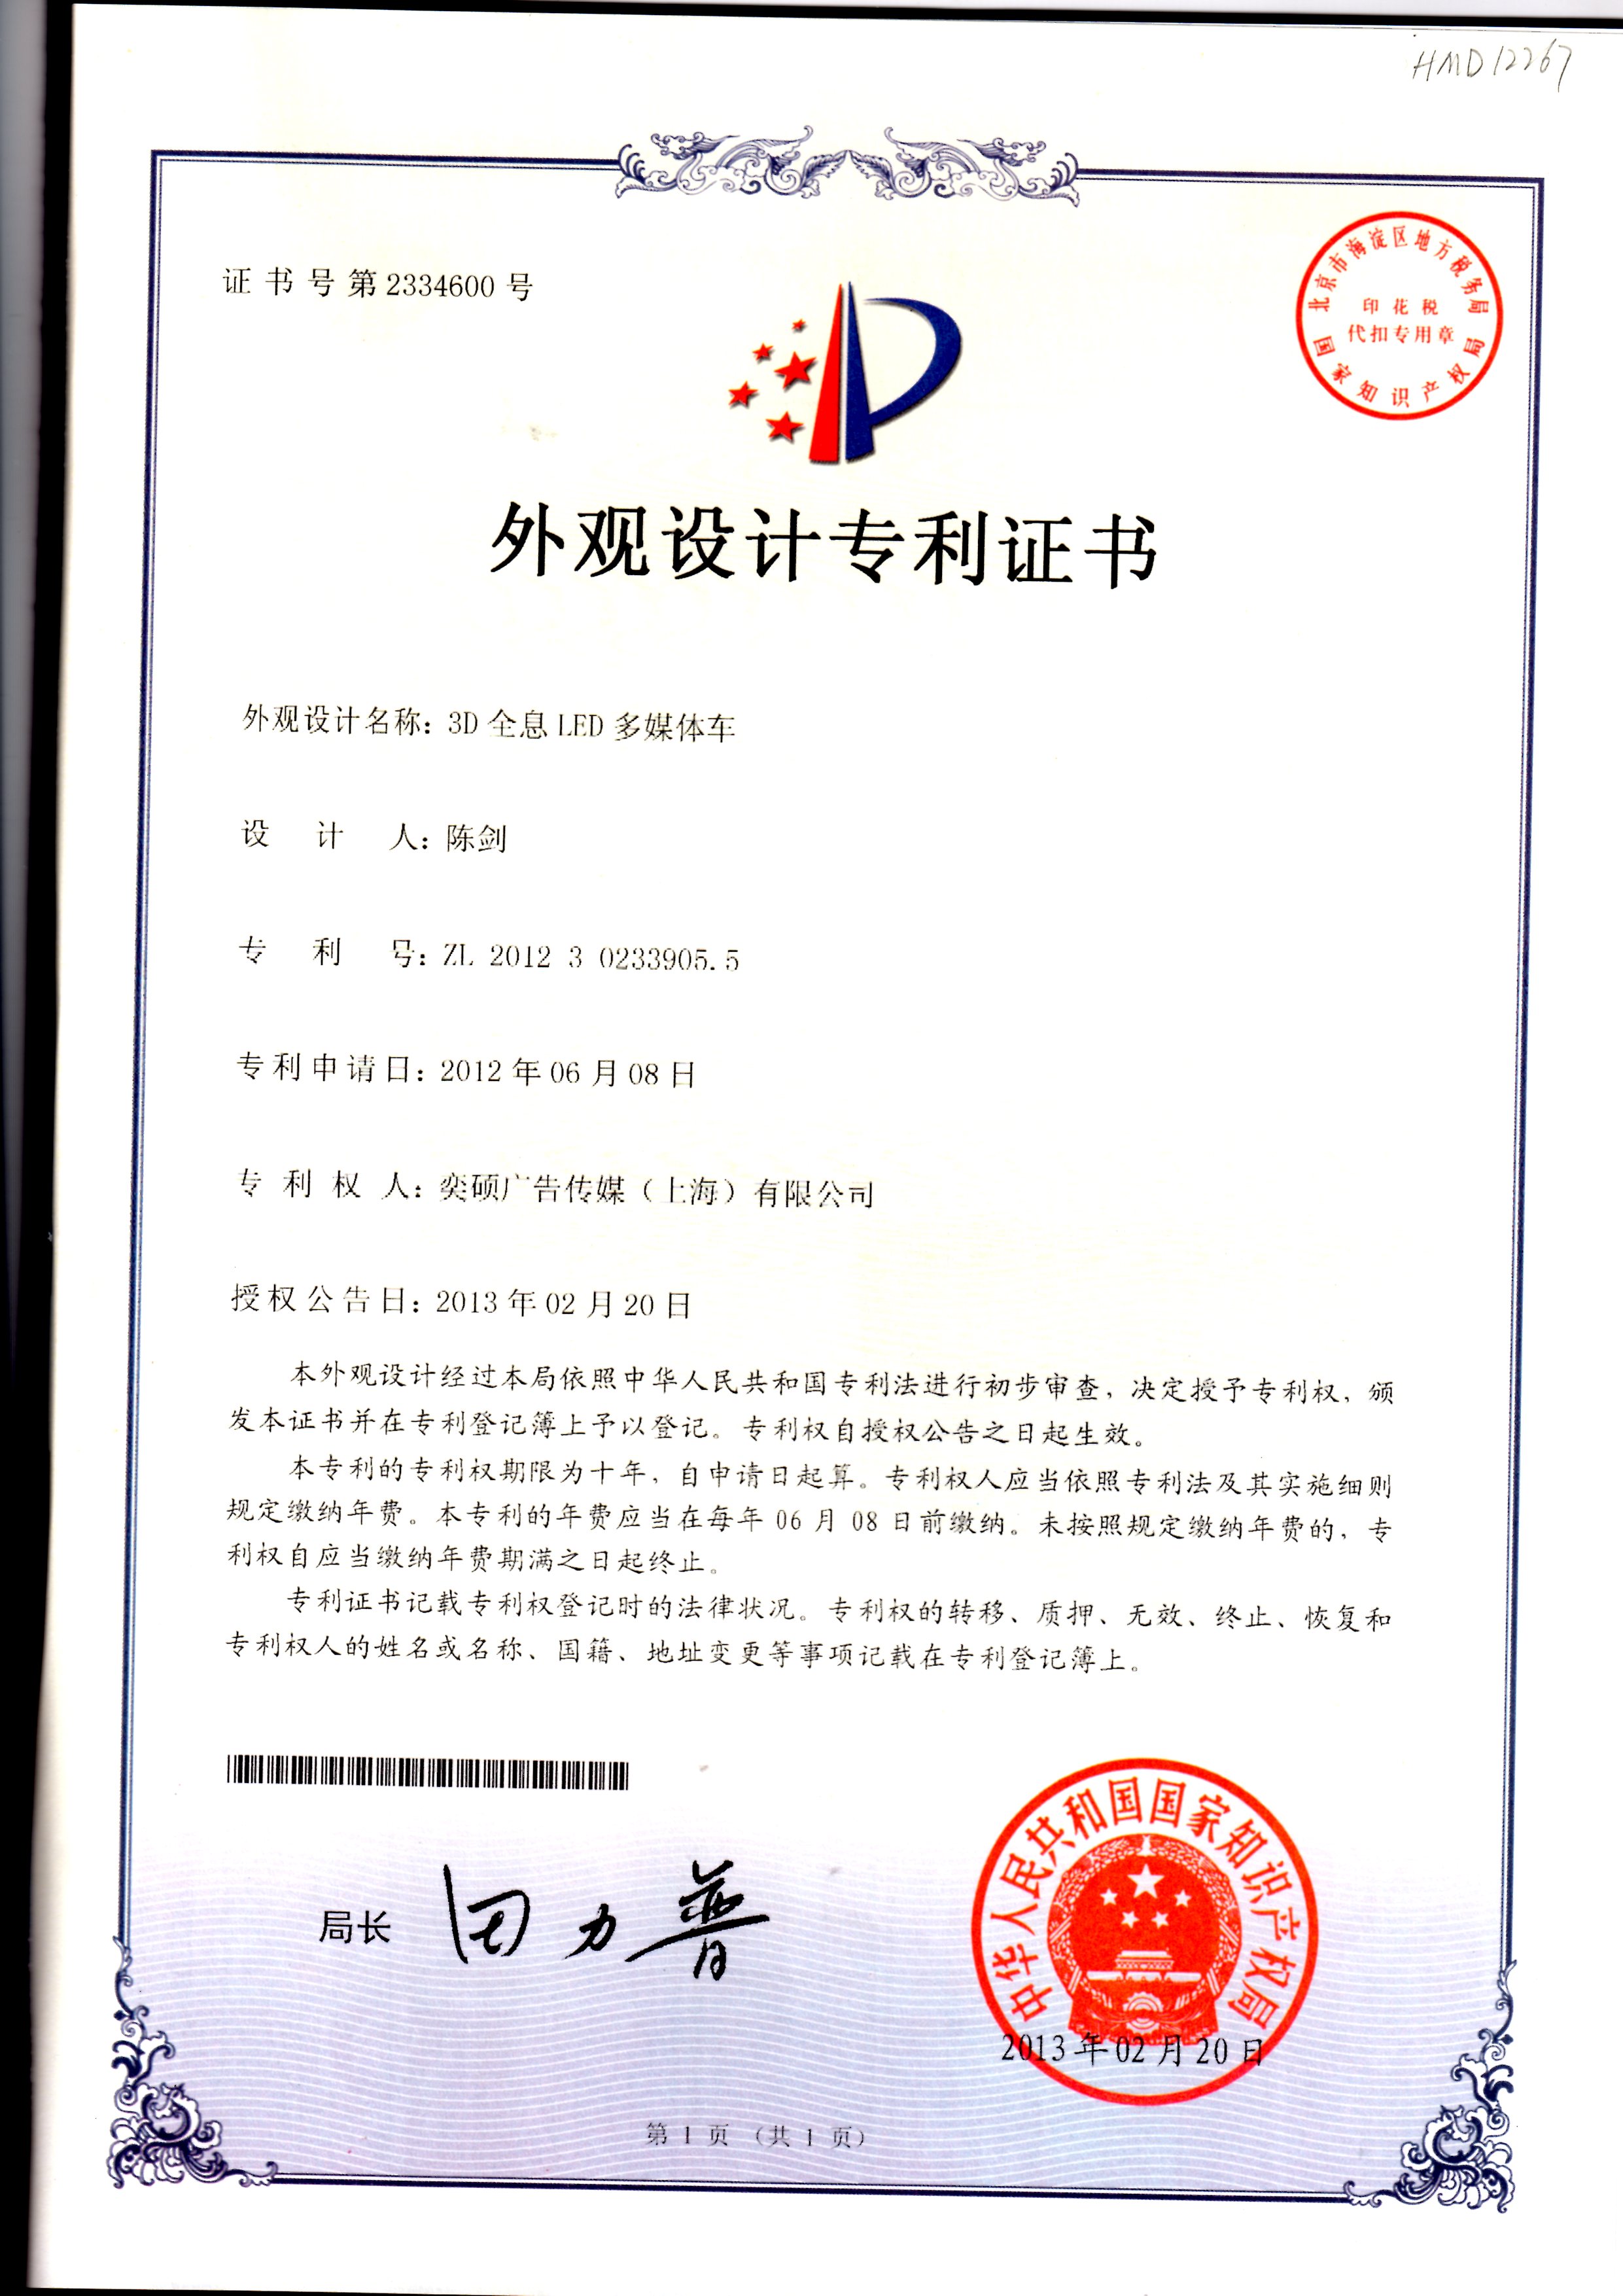 HMD12267
证书号第2334600号
北京市海淀区地方税务局
印花税
代扣专用章
国家知识产权局
外观设计专利证书
外观设计名称：3D全息LED多媒体车
设计人：陈剑
专利号：ZL 2012 3 0233905.5
专利申请日：2012年06月08日
专利权人：奕硕广告传媒（上海）有限公司
授权公告日：2013年02月20日
本外观设计经过本局依照中华人民共和国专利法进行初步审查，决定授予专利权，颁
发本证书并在专利登记簿上予以登记。专利权自授权公告之日起生效。
本专利的专利权期限为十年，自申请日起算。专利权人应当依照专利法及其实施细则
规定缴纳年费。本专利的年费应当在每年06月08日前缴纳。未按照规定缴纳年费的，专
利权自应当缴纳年费期满之日起终止。
专利证书记载专利权登记时的法律状况。专利权的转移、质押、无效、终止、恢复和
专利权人的姓名或名称、国籍、地址变更等事项记载在专利登记簿上。
局长 田力普
中华人民共和国国家知识产权局
2013年02月20日
第1页（共1页）